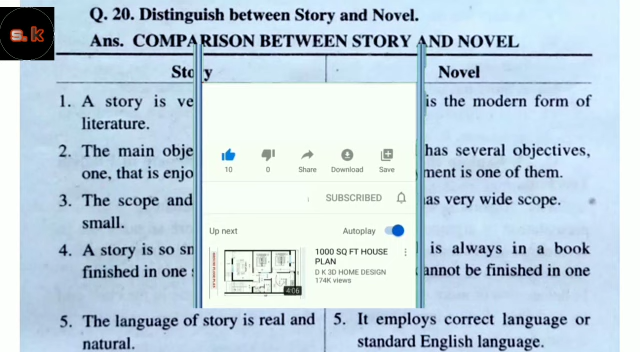 s.k
Q. 20. Distinguish between Story and Novel.
Ans. COMPARISON BETWEEN STORY AND NOVEL
Story
Novel
1. A story is ve
is the modern form of
literature.
2. The main obje
has several objectives,
one, that is enjo
ment is one of them.
3. The scope and
as very wide scope.
small.
4. A story is so sn
is always in a book
finished in one
annot be finished in one
5. The language of story is real and
natural.
5. It employs correct language or
standard English language.
10
0
Share
Download
Save
SUBSCRIBED
Up next
Autoplay
1000 SQ FT HOUSE
PLAN
D K 3D HOME DESIGN
174K views
4:06